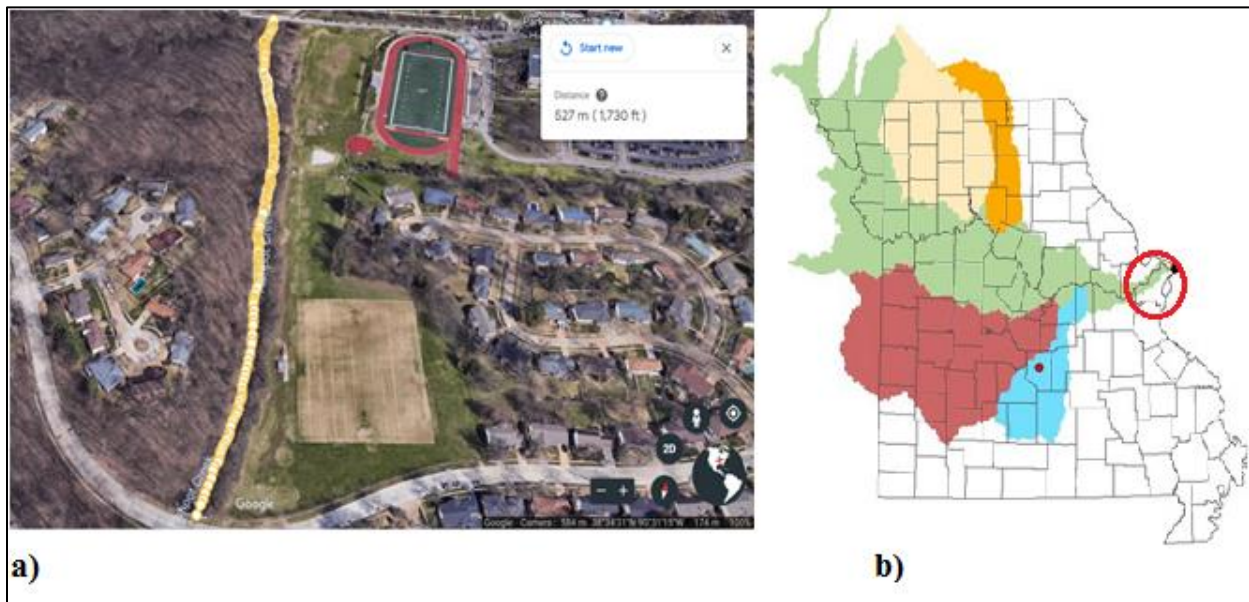 Start new
Distance
527 m (1,730 ft)
2D
Google
Google Camera: 584 m 38°34'31"N 90°31'15"W 174 m 100%
a)
b)